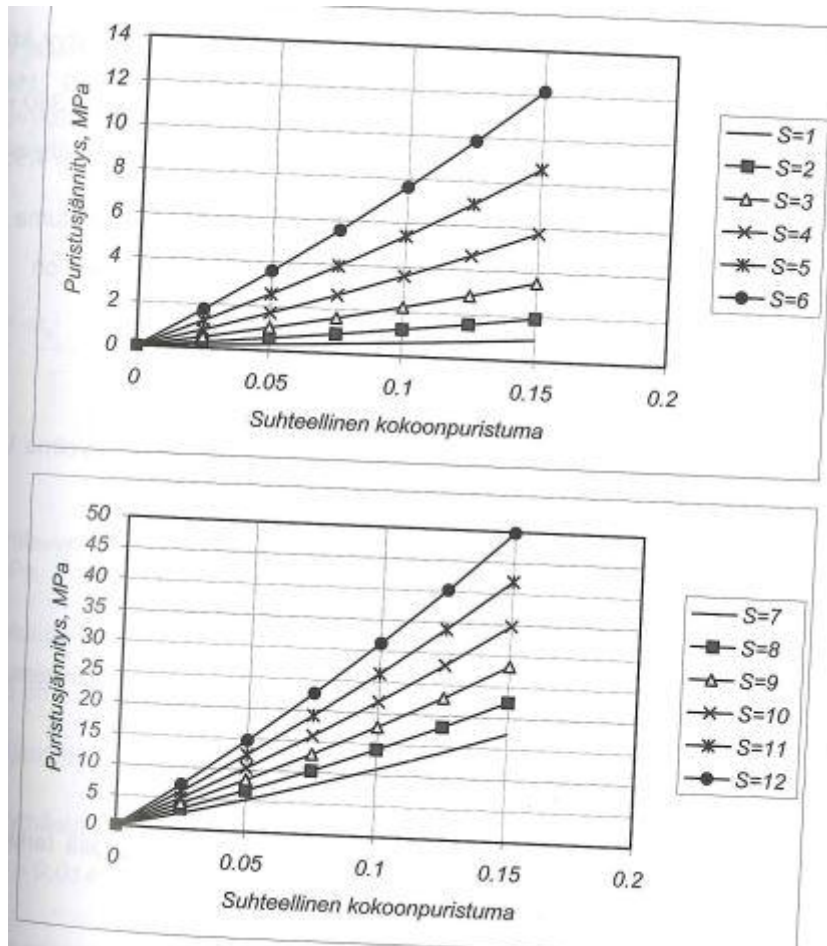 14
12
10
8
6
4
2
0
Puristusjännitys, MPa
0 0.05 0.1 0.15 0.2
Suhteellinen kokoonpuristuma
S=1
S=2
S=3
S=4
S=5
S=6
50
45
40
35
30
25
20
15
10
5
0
Puristusjännitys, MPa
0 0.05 0.1 0.15 0.2
Suhteellinen kokoonpuristuma
S=7
S=8
S=9
S=10
S=11
S=12